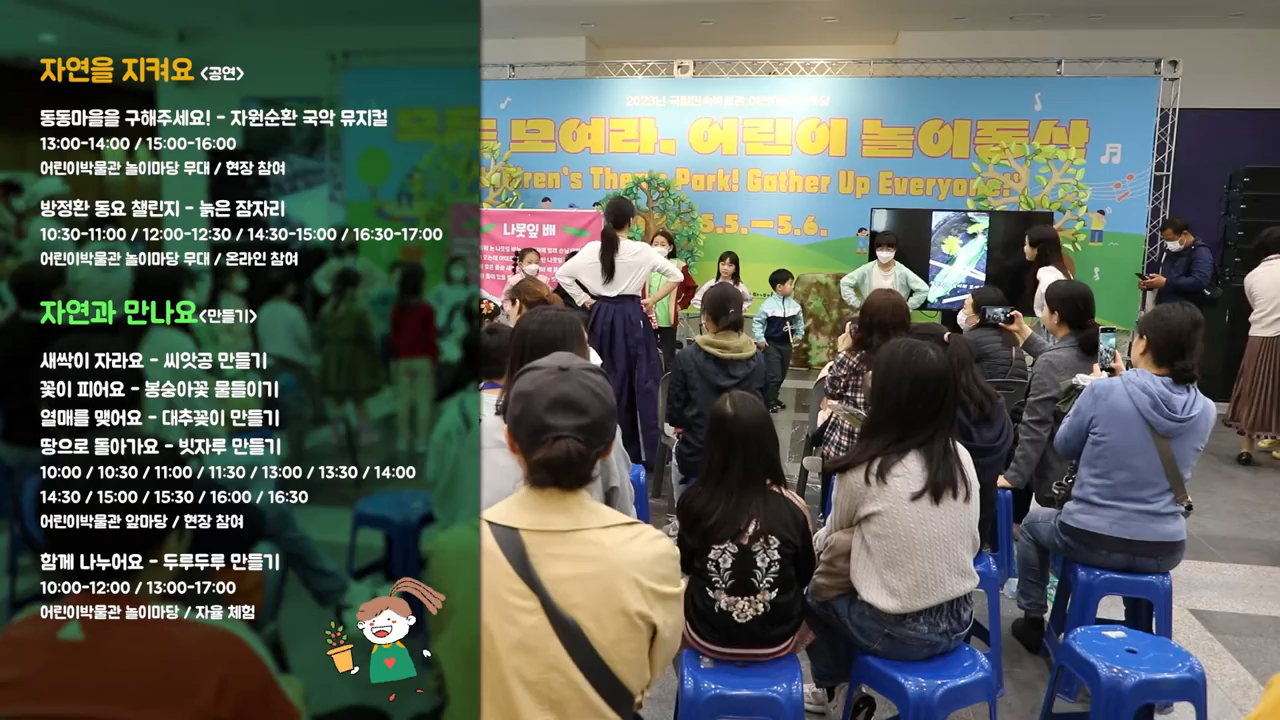 자연을 지켜요 <공연>
동동마을을 구해주세요! - 자원순환 국악 뮤지컬
13:00-14:00 / 15:00-16:00
어린이박물관 놀이마당 무대 / 현장 참여
방정환 동요 챌린지 - 늙은 잠자리
10:30-11:00 / 12:00-12:30 / 14:30-15:00 / 16:30-17:00
어린이박물관 놀이마당 무대 / 온라인 참여
자연과 만나요<만들기>
새싹이 자라요 - 씨앗공 만들기
꽃이 피어요 - 봉숭아꽃 물들이기
열매를 맺어요 - 대추꽂이 만들기
땅으로 돌아가요 - 빗자루 만들기
10:00 / 10:30 / 11:00 / 11:30 / 13:00 / 13:30 / 14:00
14:30 / 15:00 / 15:30 / 16:00 / 16:30
어린이박물관 앞마당 / 현장 참여
함께 나누어요 - 두루두루 만들기
10:00-12:00 / 13:00-17:00
어린이박물관 놀이마당 / 자율 체험
2023년 국립민속박물관
모여라, 어린이 놀이동산
Park! Gather Up Everyone!
5.5.—5.6.
나뭇잎 배